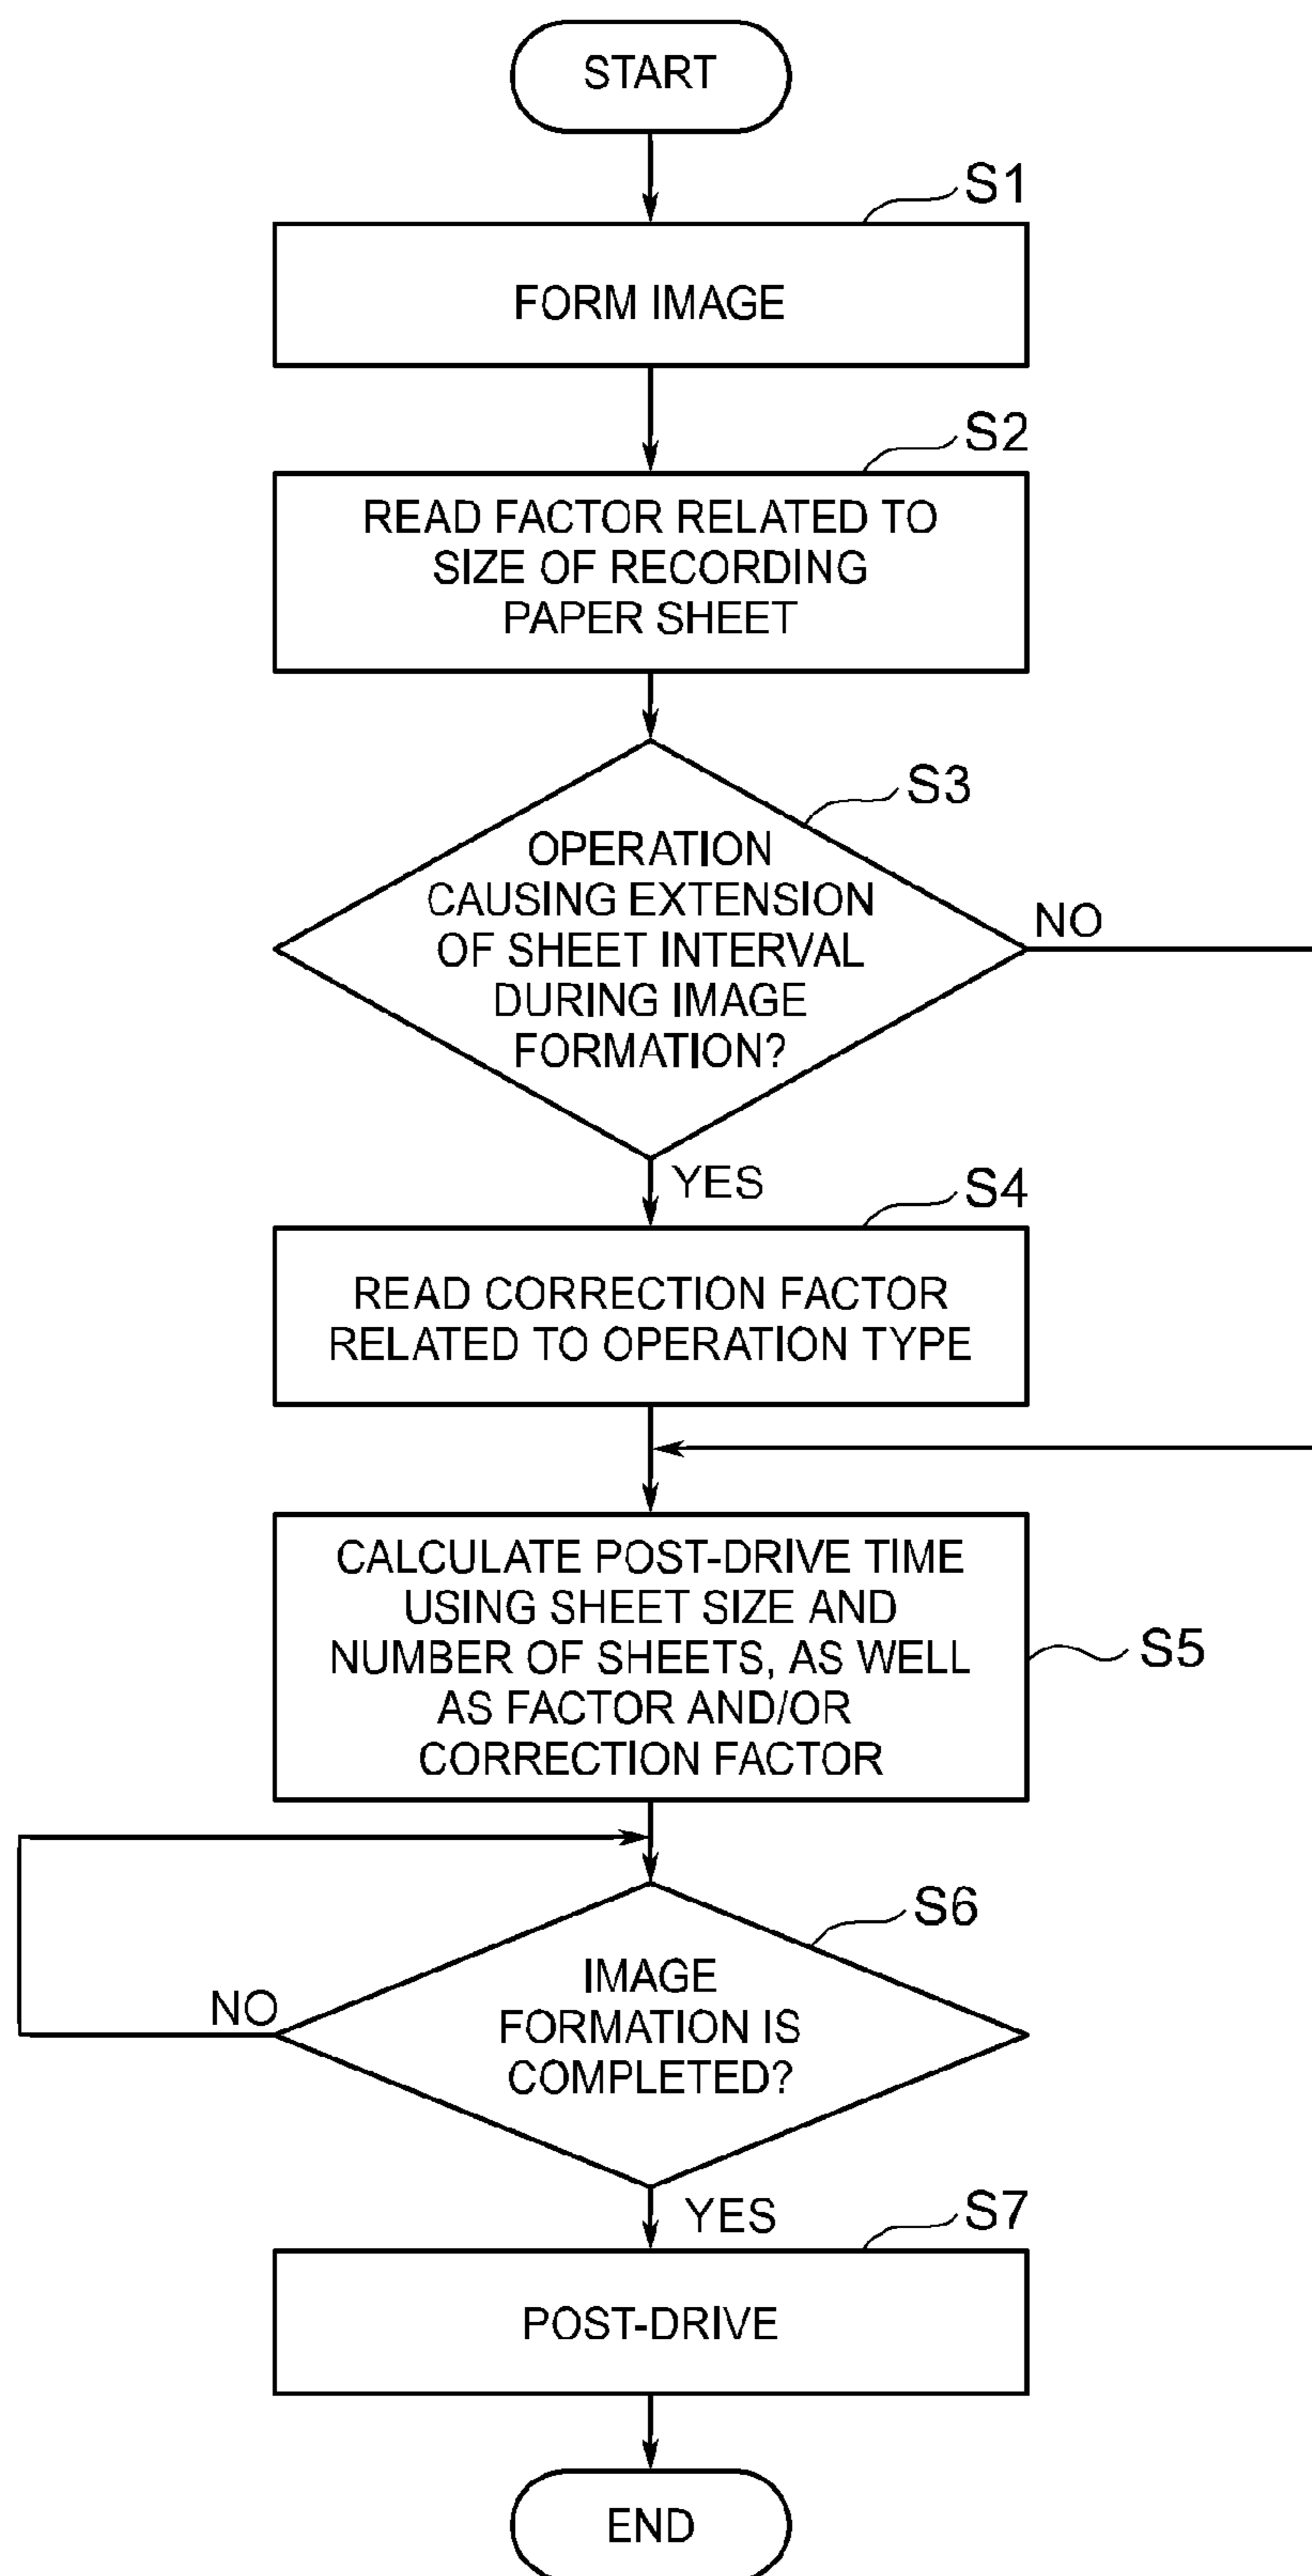 START
S1
FORM IMAGE
S2
READ FACTOR RELATED TO
SIZE OF RECORDING
PAPER SHEET
S3
OPERATION
CAUSING EXTENSION
OF SHEET INTERVAL
DURING IMAGE
FORMATION?
NO
YES
S4
READ CORRECTION FACTOR
RELATED TO OPERATION TYPE
CALCULATE POST-DRIVE TIME
USING SHEET SIZE AND
NUMBER OF SHEETS, AS WELL
AS FACTOR AND/OR
CORRECTION FACTOR
S5
S6
IMAGE
FORMATION IS
COMPLETED?
NO
YES
S7
POST-DRIVE
END